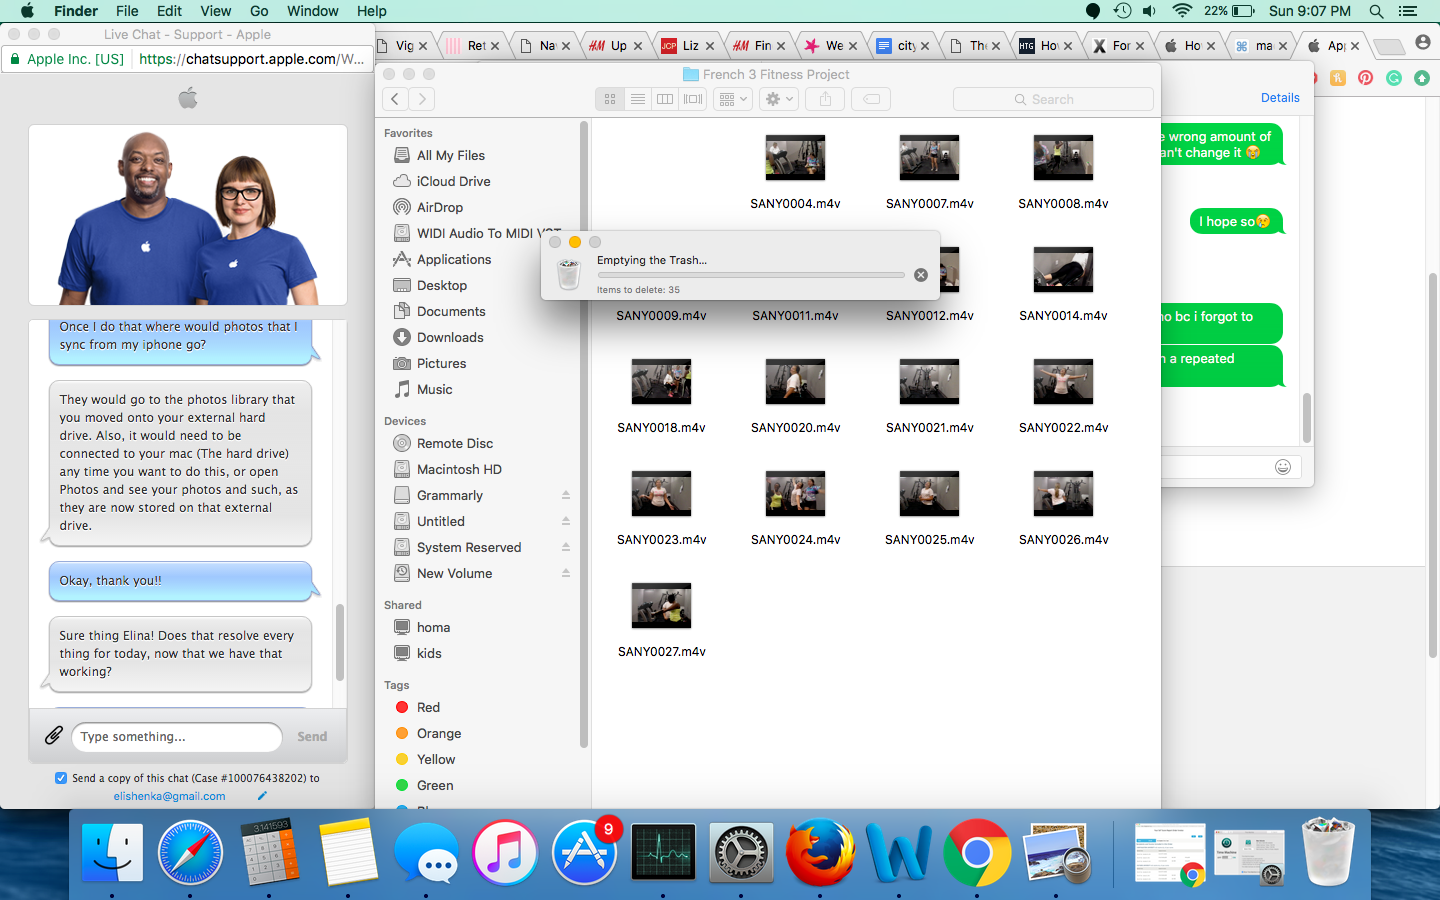 Finder File Edit View Go Window Help
22% Sun 9:07 PM
Live Chat - Support - Apple
Apple Inc. [US] https://chatsupport.apple.com/W...
Once I do that where would photos that I
sync from my iphone go?
They would go to the photos library that
you moved onto your external hard
drive. Also, it would need to be
connected to your mac (The hard drive)
any time you want to do this, or open
Photos and see your photos and such, as
they are now stored on that external
drive.
Okay, thank you!!
Sure thing Elina! Does that resolve every
thing for today, now that we have that
working?
Type something...
Send
Send a copy of this chat (Case #100076438202) to
elishenka@gmail.com
Vig Ret Nav H&M Up JCP Liz H&M Fin We city The HTG How X For How ma App
French 3 Fitness Project
Search
Favorites
All My Files
iCloud Drive
AirDrop
WIDI Audio To MIDI VST
Applications
Desktop
Documents
Downloads
Pictures
Music
Devices
Remote Disc
Macintosh HD
Grammarly
Untitled
System Reserved
New Volume
Shared
homa
kids
Tags
Red
Orange
Yellow
Green
SANY0004.m4v SANY0007.m4v SANY0008.m4v
Emptying the Trash...
Items to delete: 35
SANY0009.m4v SANY0011.m4v SANY0012.m4v SANY0014.m4v
SANY0018.m4v SANY0020.m4v SANY0021.m4v SANY0022.m4v
SANY0023.m4v SANY0024.m4v SANY0025.m4v SANY0026.m4v
SANY0027.m4v
Details
e wrong amount of
an't change it 😭
I hope so😢
no bc i forgot to
n a repeated
3.141593
9